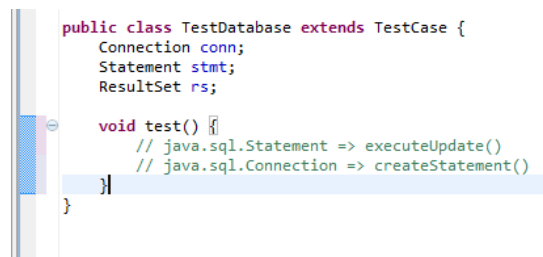 public class TestDatabase extends TestCase {
    Connection conn;
    Statement stmt;
    ResultSet rs;

    void test() {
        // java.sql.Statement => executeUpdate()
        // java.sql.Connection => createStatement()
    }
}